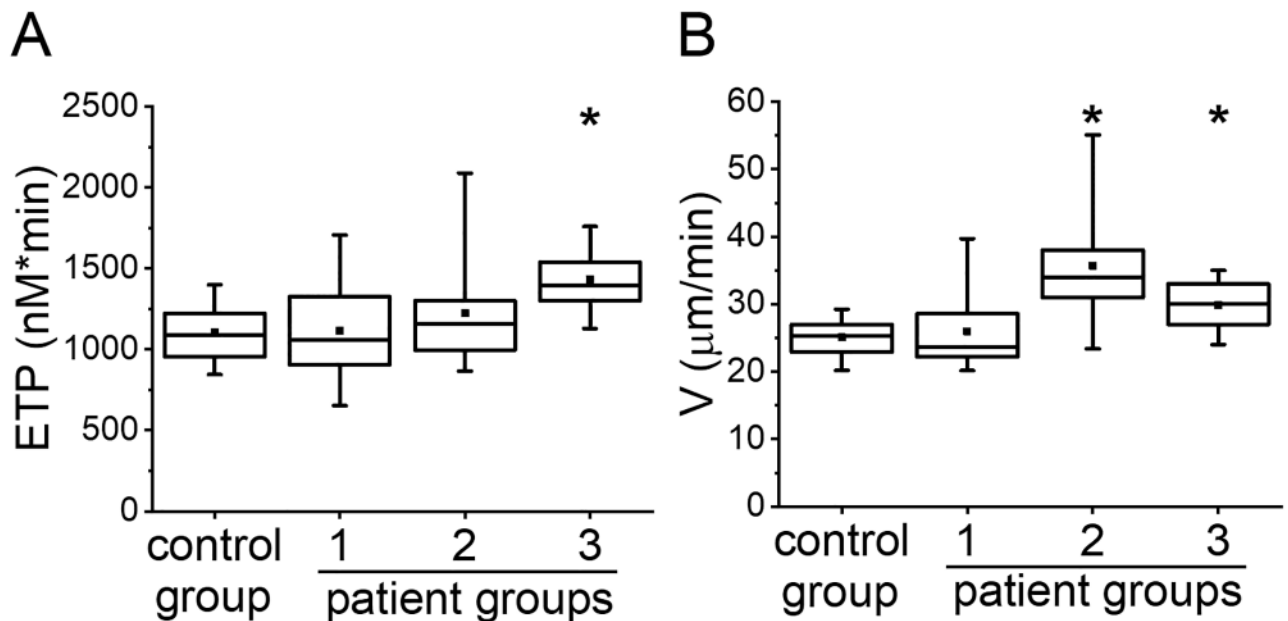 A
ETP (nM*min)
2500
2000
1500
1000
500
0
*
control
group
1
2
3
patient groups
B
V (μm/min)
60
50
40
30
20
10
0
*
*
control
group
1
2
3
patient groups